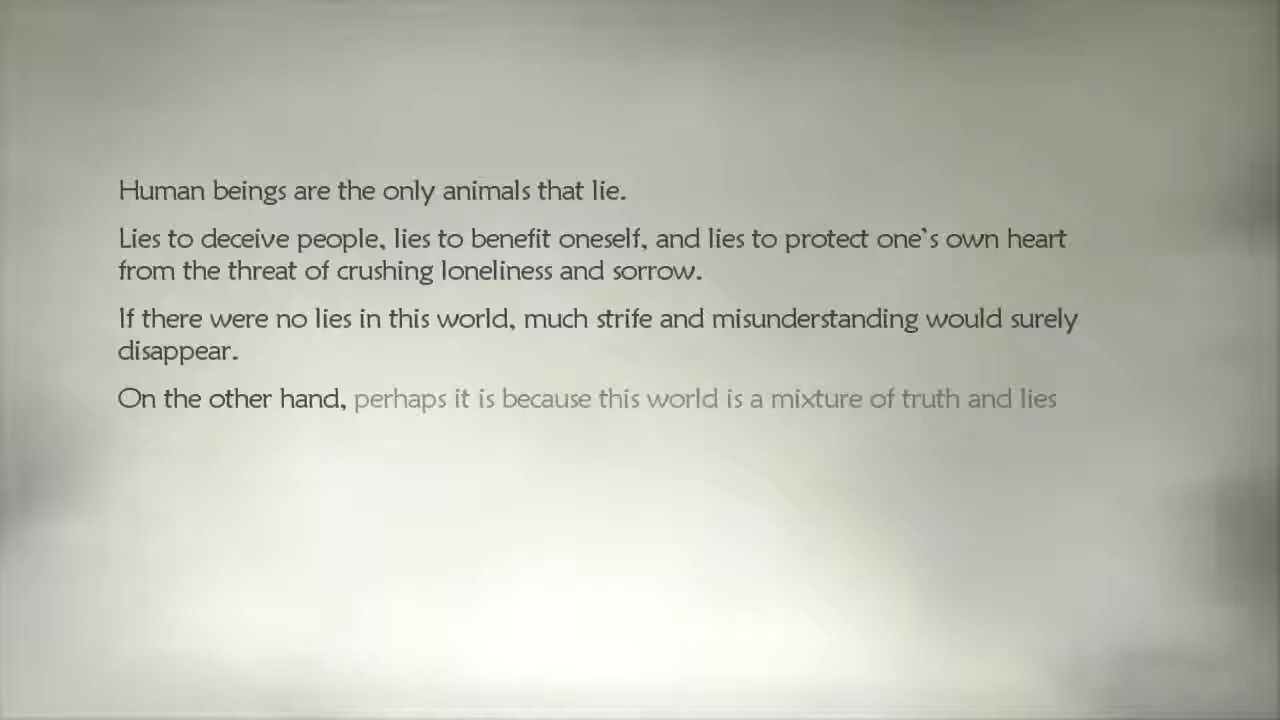 Human beings are the only animals that lie.
Lies to deceive people, lies to benefit oneself, and lies to protect one`s own heart
from the threat of crushing loneliness and sorrow.
If there were no lies in this world, much strife and misunderstanding would surely
disappear.
On the other hand, perhaps it is because this world is a mixture of truth and lies